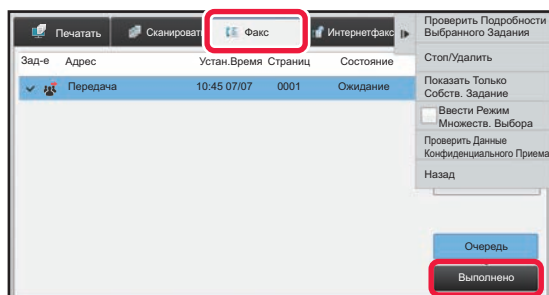 Печатать
Сканироват
Факс
Интернетфакс
Зад-е Адрес Устан.Время Страниц Состояние
Передача 10:45 07/07 0001 Ожидание
Проверить Подробности
Выбранного Задания
Стоп/Удалить
Показать Только
Собств. Задание
Ввести Режим
Множеств. Выбора
Проверить Данные
Конфиденциального Приема
Назад
Очередь
Выполнено